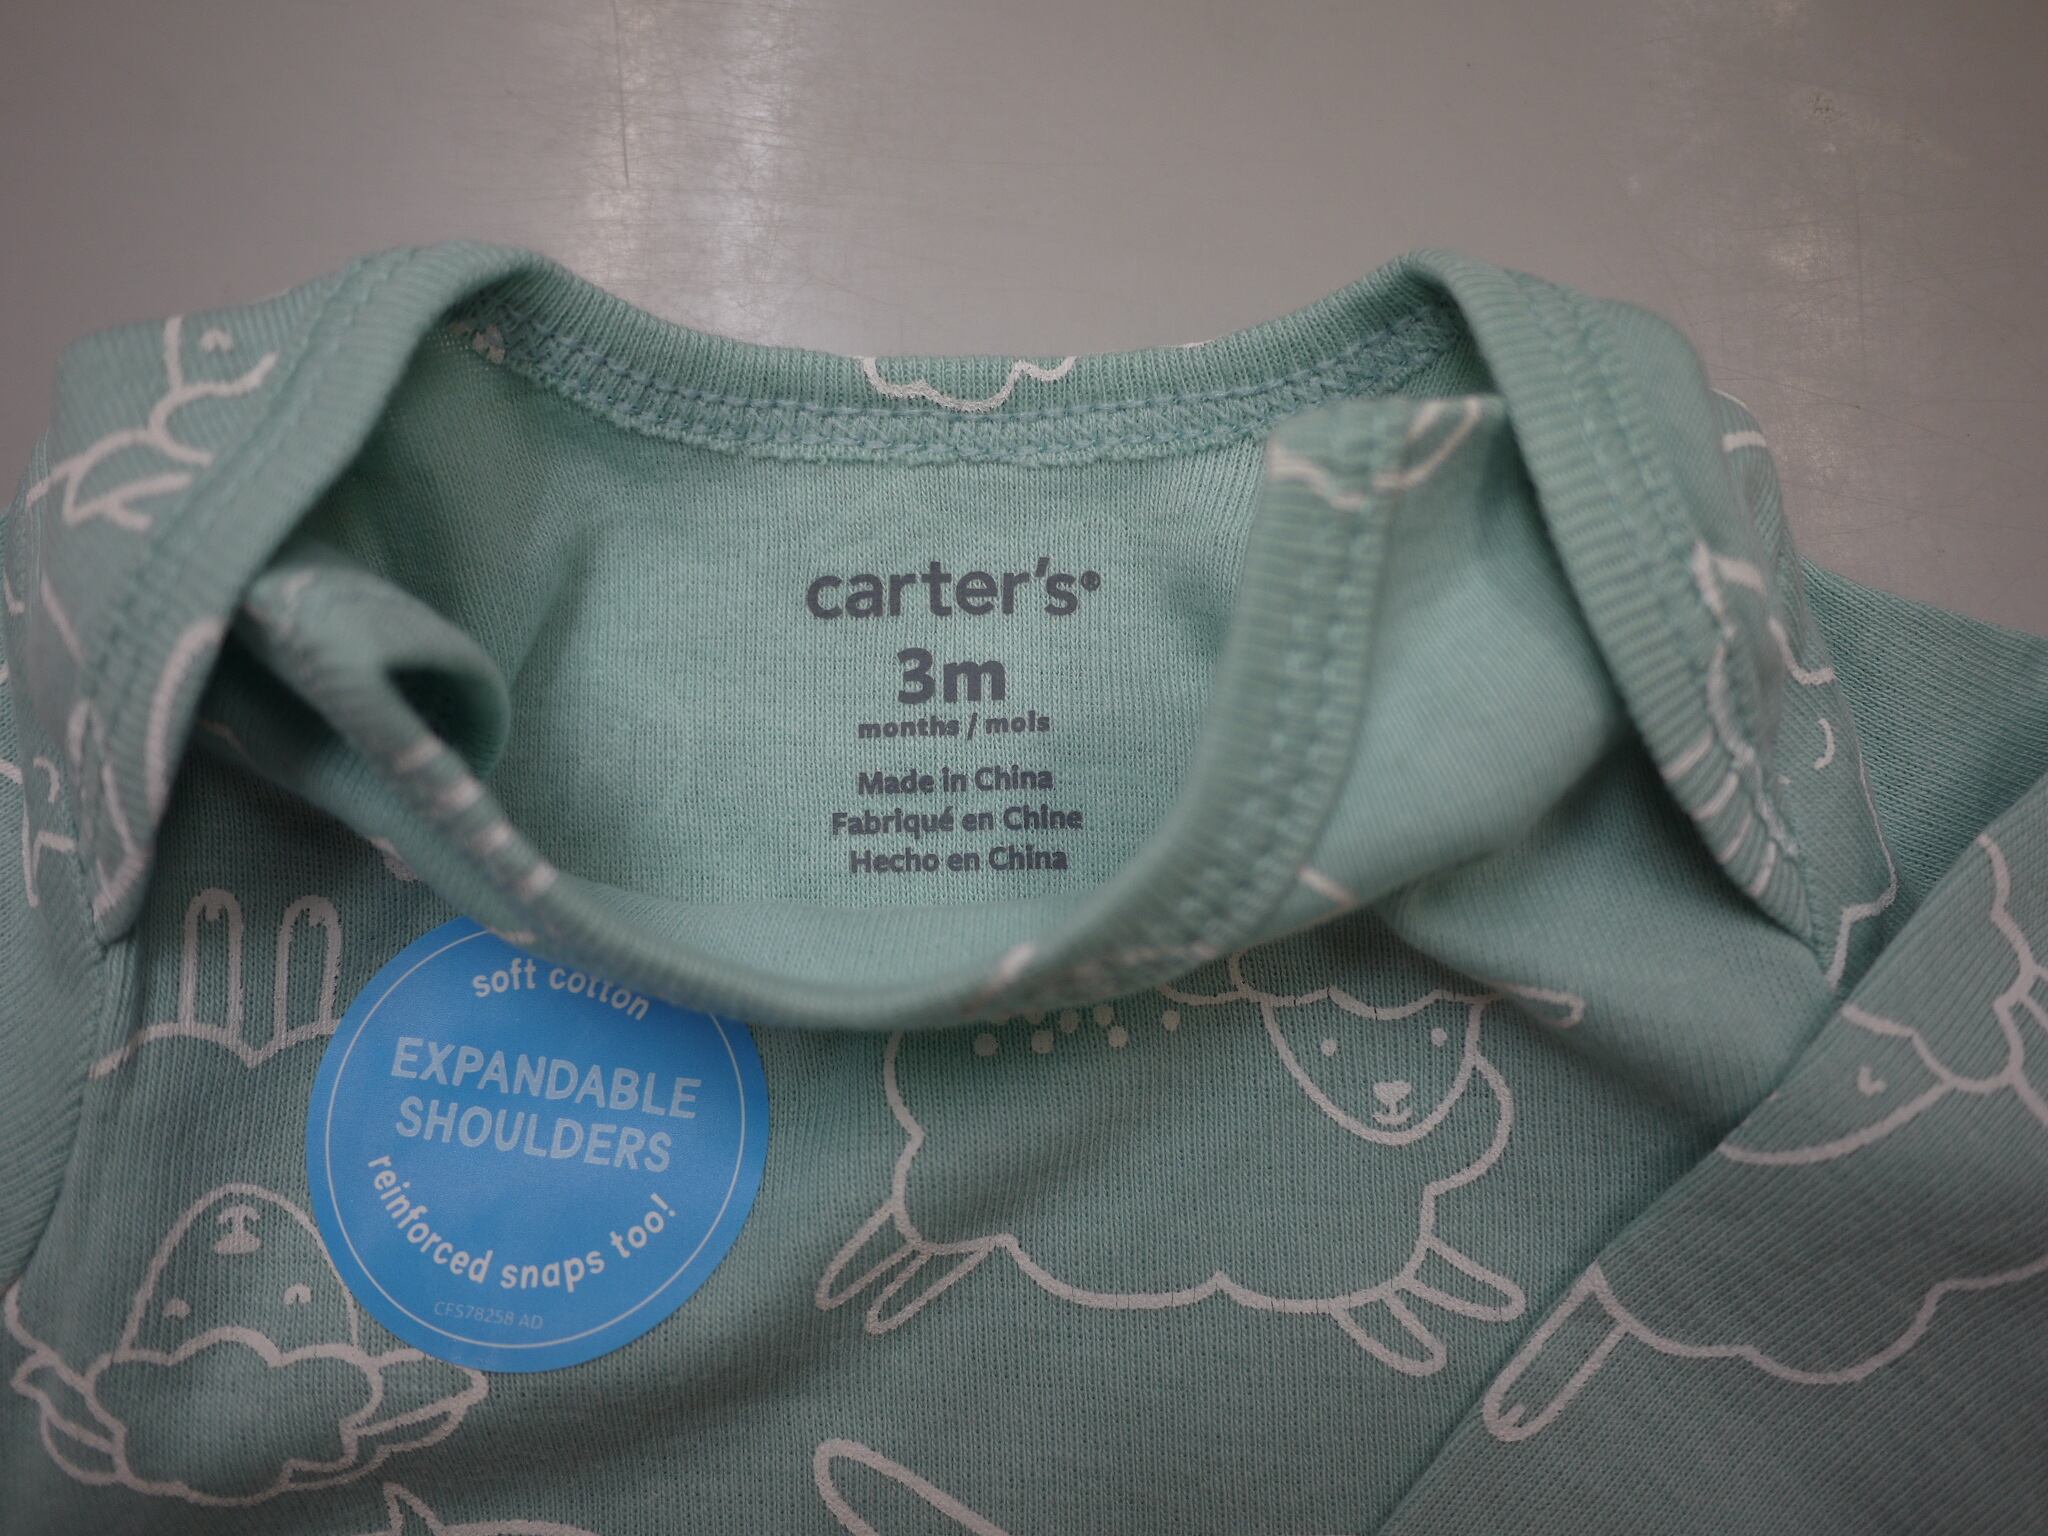 carter's®
3m
months / mois
Made in China
Fabriqué en Chine
Hecho en China
soft cotton
EXPANDABLE
SHOULDERS
reinforced snaps too!
CFS78258 AD